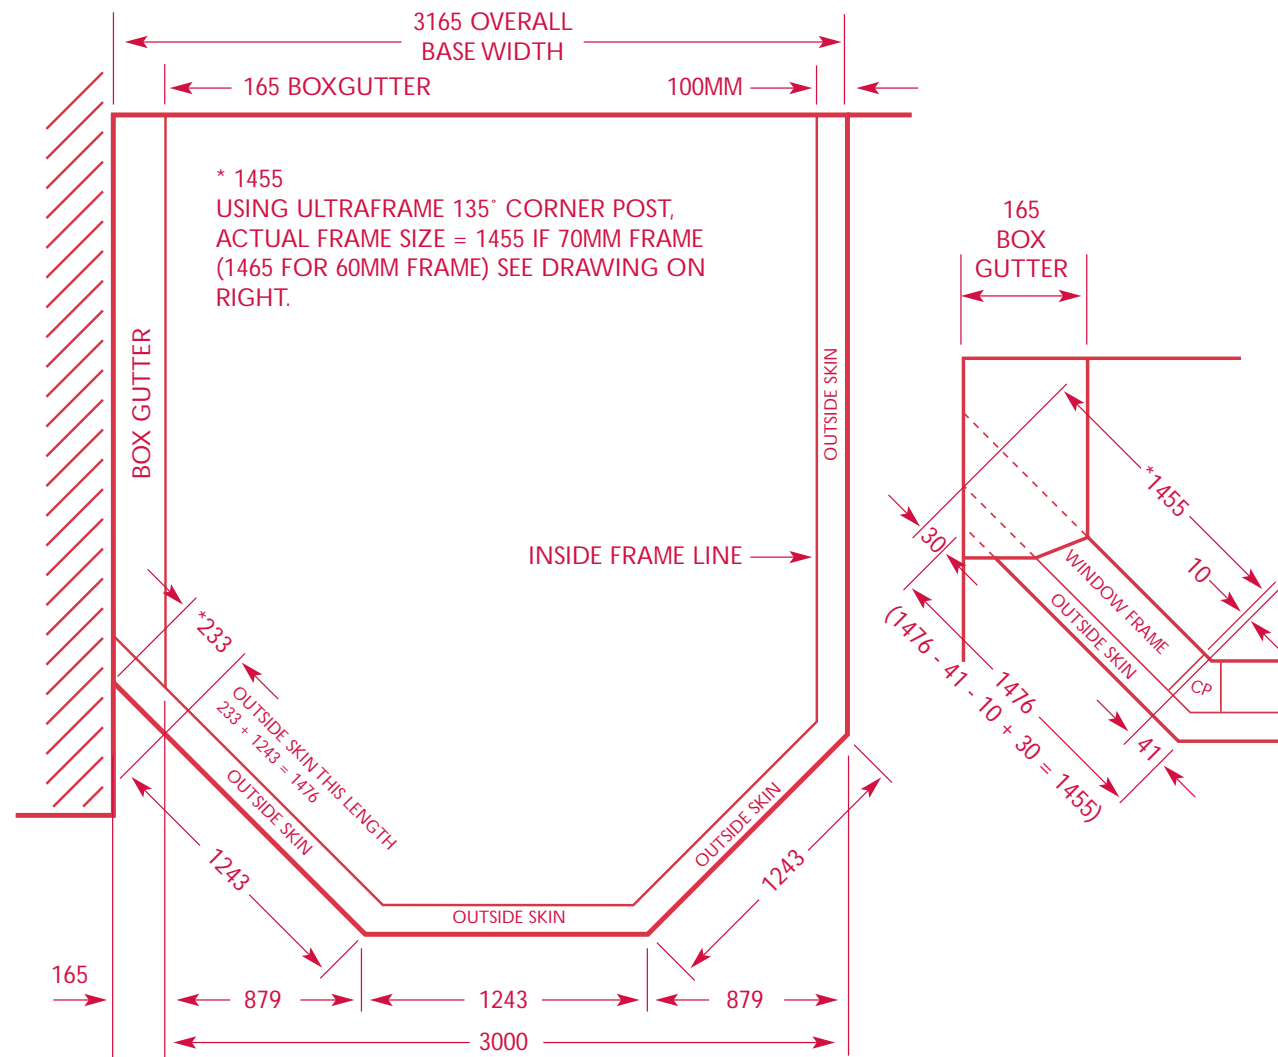 3165 OVERALL
BASE WIDTH
165 BOXGUTTER
100MM
* 1455
USING ULTRAFRAME 135° CORNER POST,
ACTUAL FRAME SIZE = 1455 IF 70MM FRAME
(1465 FOR 60MM FRAME) SEE DRAWING ON
RIGHT.
BOX GUTTER
OUTSIDE SKIN
INSIDE FRAME LINE
*233
OUTSIDE SKIN THIS LENGTH
233 + 1243 = 1476
OUTSIDE SKIN
1243
OUTSIDE SKIN
OUTSIDE SKIN
1243
165
879
1243
879
3000
165
BOX
GUTTER
*1455
30
10
WINDOW FRAME
OUTSIDE SKIN
CP
1476
(1476 - 41 - 10 + 30 = 1455)
41